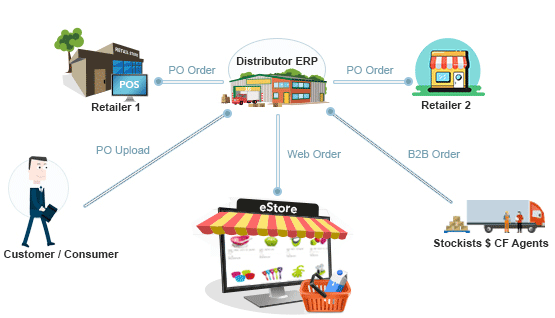 RETAIL STORE
POS
Retailer 1
PO Order
Distributor ERP
PO Order
Retailer 2
PO Upload
Web Order
B2B Order
Customer / Consumer
eStore
Stockists $ CF Agents